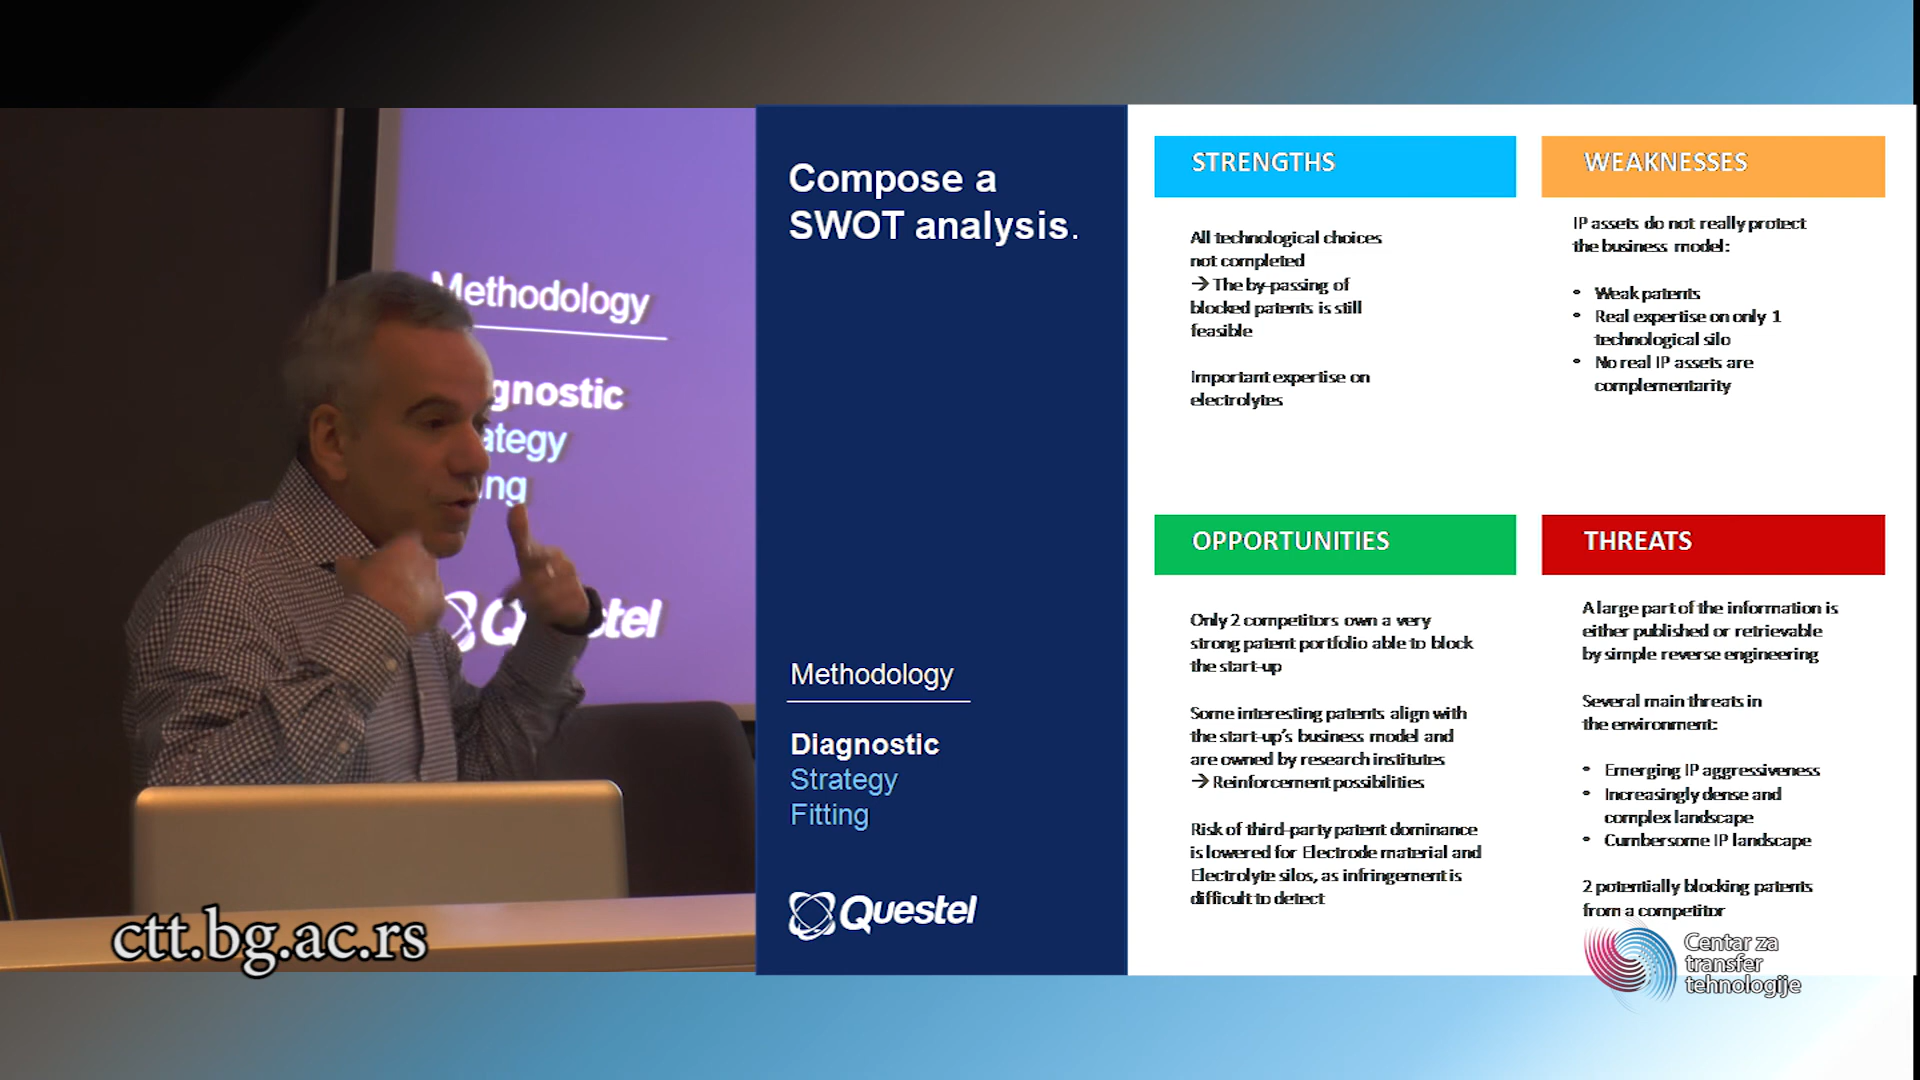 Methodology
gnostic
ategy
ng
Qu stel
ctt.bg.ac.rs
Compose a
SWOT analysis.
Methodology
Diagnostic
Strategy
Fitting
Questel
STRENGTHS
All technological choices
not completed
→ The by-passing of
blocked patents is still
feasible
Important expertise on
electrolytes
WEAKNESSES
IP assets do not really protect
the business model:
• Weak patents
• Real expertise on only 1
technological silo
• No real IP assets are
complementarity
OPPORTUNITIES
Only 2 competitors own a very
strong patent portfolio able to block
the start-up
Some interesting patents align with
the start-up's business model and
are owned by research institutes
→ Reinforcement possibilities
Risk of third-party patent dominance
is lowered for Electrode material and
Electrolyte silos, as infringement is
difficult to detect
THREATS
A large part of the information is
either published or retrievable
by simple reverse engineering
Several main threats in
the environment:
• Emerging IP aggressiveness
• Increasingly dense and
complex landscape
• Cumbersome IP landscape
2 potentially blocking patents
from a competitor
Centar za
transfer
tehnologije